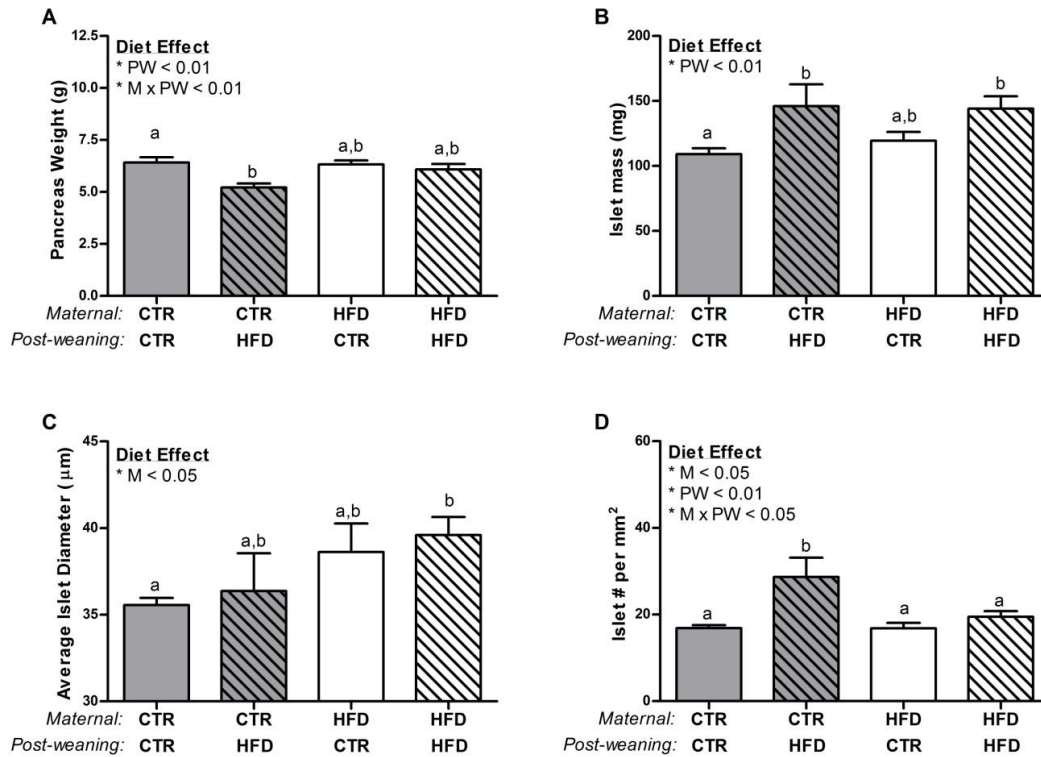 A
Diet Effect
* PW < 0.01
* M x PW < 0.01
Pancreas Weight (g)
12.5
10.0
7.5
5.0
2.5
0.0
a
b
a,b
a,b
Maternal: CTR CTR HFD HFD
Post-weaning: CTR HFD CTR HFD
B
Diet Effect
* PW < 0.01
Islet mass (mg)
200
150
100
50
0
a
b
a,b
b
Maternal: CTR CTR HFD HFD
Post-weaning: CTR HFD CTR HFD
C
Diet Effect
* M < 0.05
Average Islet Diameter ( μm)
45
40
35
30
a
a,b
a,b
b
Maternal: CTR CTR HFD HFD
Post-weaning: CTR HFD CTR HFD
D
Diet Effect
* M < 0.05
* PW < 0.01
* M x PW < 0.05
Islet # per mm²
60
40
20
0
a
b
a
a
Maternal: CTR CTR HFD HFD
Post-weaning: CTR HFD CTR HFD